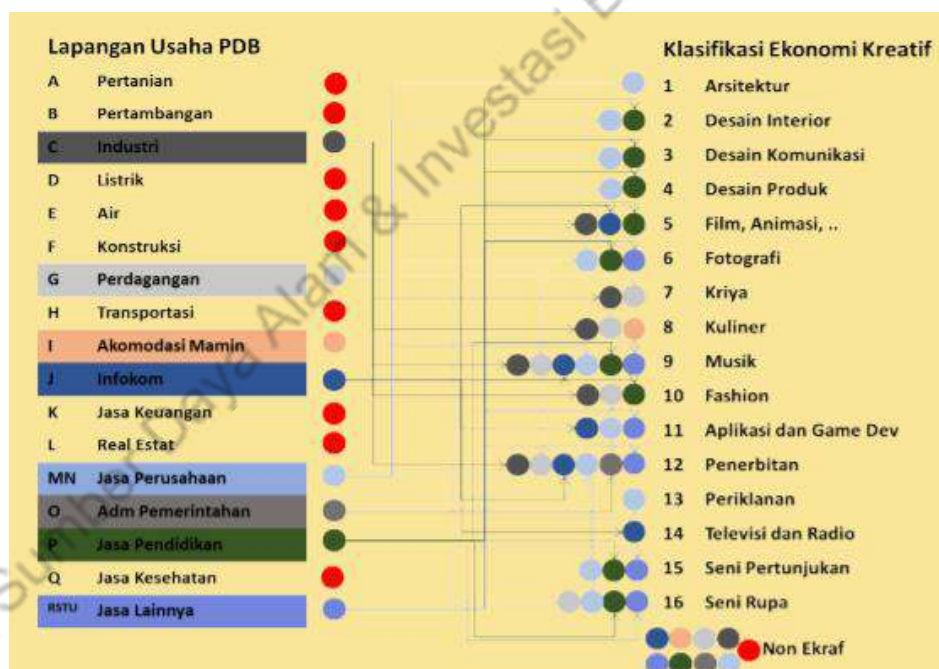 Lapangan Usaha PDB
A Pertanian
B Pertambangan
C Industri
D Listrik
E Air
F Konstruksi
G Perdagangan
H Transportasi
I Akomodasi Mamin
J Infokom
K Jasa Keuangan
L Real Estat
MN Jasa Perusahaan
O Adm Pemerintahan
P Jasa Pendidikan
Q Jasa Kesehatan
RSTU Jasa Lainnya
Klasifikasi Ekonomi Kreatif
1 Arsitektur
2 Desain Interior
3 Desain Komunikasi
4 Desain Produk
5 Film, Animasi, ..
6 Fotografi
7 Kriya
8 Kuliner
9 Musik
10 Fashion
11 Aplikasi dan Game Dev
12 Penerbitan
13 Periklanan
14 Televisi dan Radio
15 Seni Pertunjukan
16 Seni Rupa
Non Ekraf
Sumber Daya Alam & Investasi